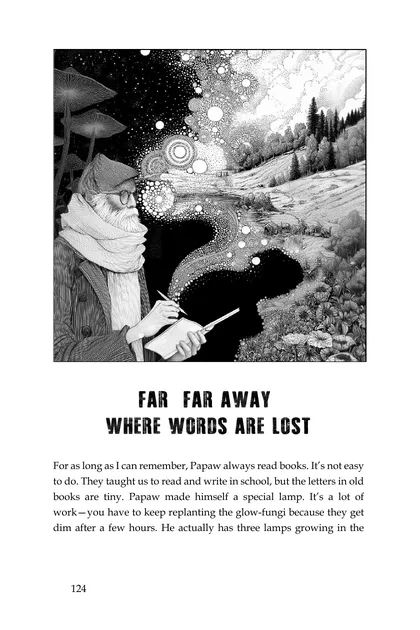 FAR FAR AWAY
WHERE WORDS ARE LOST
For as long as I can remember, Papaw always read books. It's not easy
to do. They taught us to read and write in school, but the letters in old
books are tiny. Papaw made himself a special lamp. It's a lot of
work—you have to keep replanting the glow-fungi because they get
dim after a few hours. He actually has three lamps growing in the
124